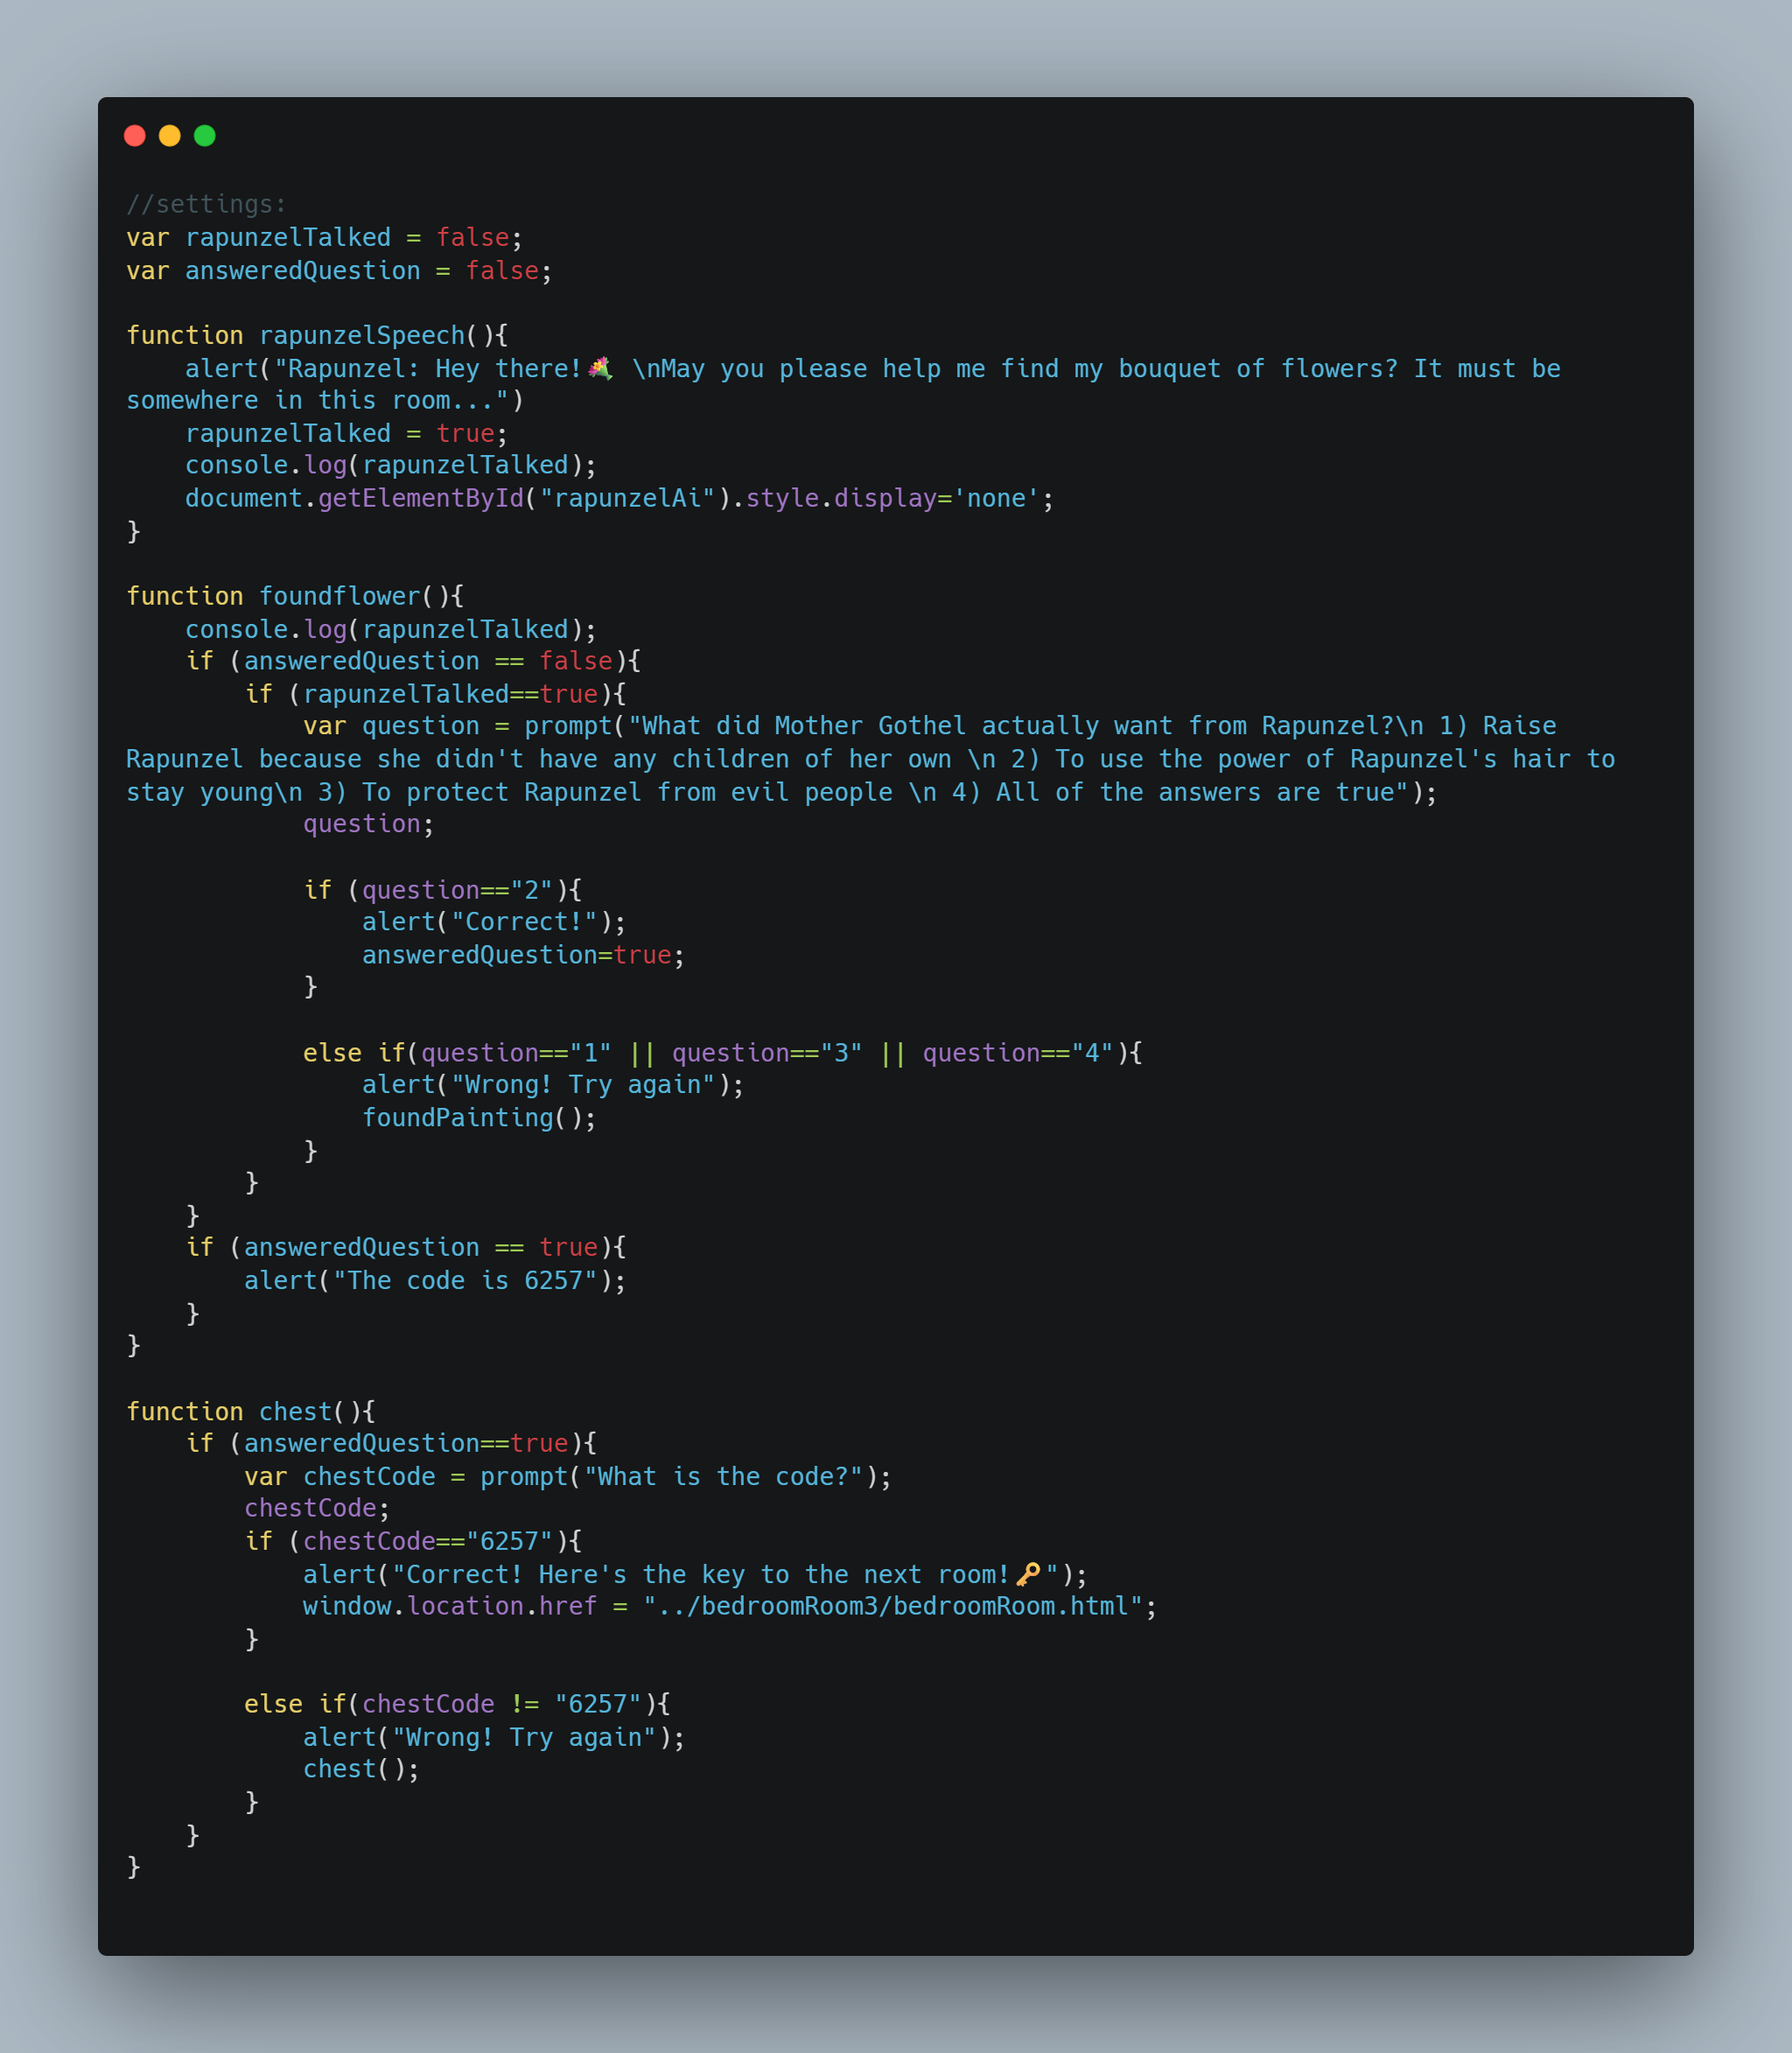 //settings:
var rapunzelTalked = false;
var answeredQuestion = false;

function rapunzelSpeech(){
    alert("Rapunzel: Hey there!💐 \nMay you please help me find my bouquet of flowers? It must be
somewhere in this room...")
    rapunzelTalked = true;
    console.log(rapunzelTalked);
    document.getElementById("rapunzelAi").style.display='none';
}

function foundflower(){
    console.log(rapunzelTalked);
    if (answeredQuestion == false){
        if (rapunzelTalked==true){
            var question = prompt("What did Mother Gothel actually want from Rapunzel?\n 1) Raise
Rapunzel because she didn't have any children of her own \n 2) To use the power of Rapunzel's hair to
stay young\n 3) To protect Rapunzel from evil people \n 4) All of the answers are true");
            question;

            if (question=="2"){
                alert("Correct!");
                answeredQuestion=true;
            }

            else if(question=="1" || question=="3" || question=="4"){
                alert("Wrong! Try again");
                foundPainting();
            }
        }
    }
    if (answeredQuestion == true){
        alert("The code is 6257");
    }
}

function chest(){
    if (answeredQuestion==true){
        var chestCode = prompt("What is the code?");
        chestCode;
        if (chestCode=="6257"){
            alert("Correct! Here's the key to the next room!🔑");
            window.location.href = "../bedroomRoom3/bedroomRoom.html";
        }

        else if(chestCode != "6257"){
            alert("Wrong! Try again");
            chest();
        }
    }
}